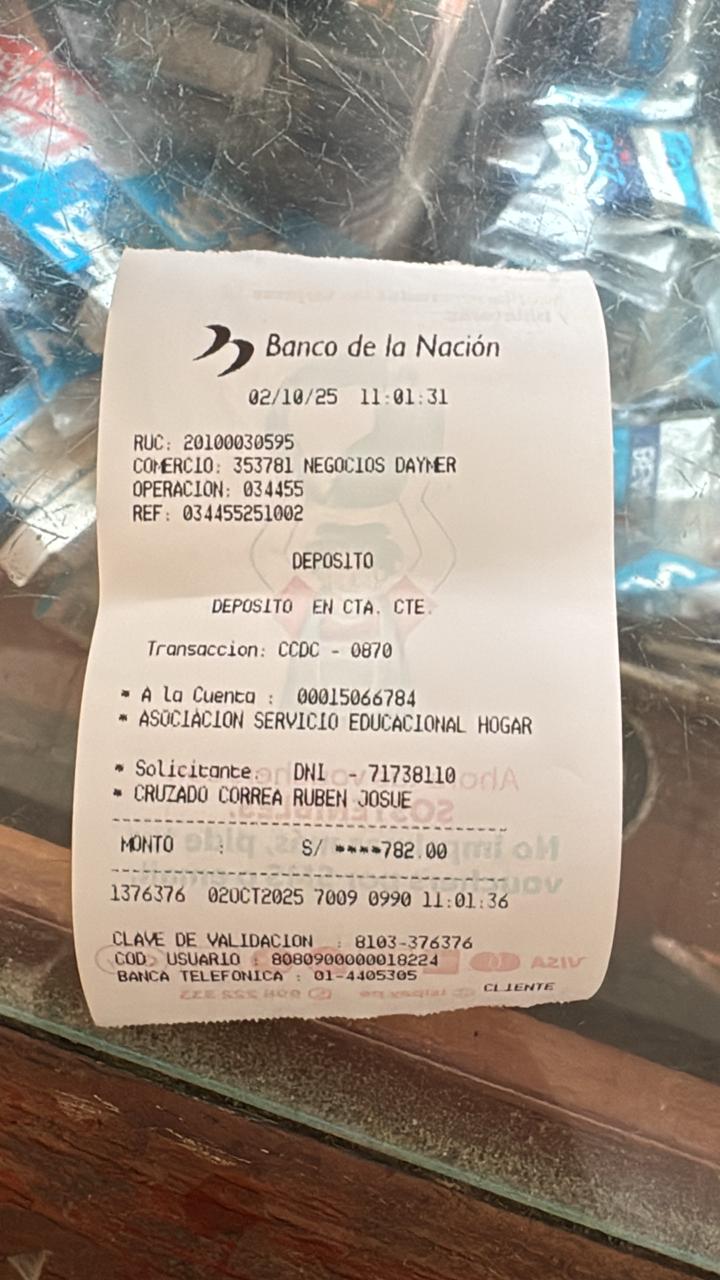 Banco de la Nación
02/10/25 11:01:31
RUC: 20100030595
COMERCIO: 353781 NEGOCIOS DAYMER
OPERACION: 034455
REF: 034455251002
DEPOSITO
DEPOSITO EN CTA. CTE.
Transaccion: CCDC - 0870
* A la Cuenta : 00015066784
* ASOCIACION SERVICIO EDUCACIONAL HOGAR
* Solicitante: DNI - 71738110
* CRUZADO CORREA RUBEN JOSUE
MONTO : S/ ****782.00
1376376 02OCT2025 7009 0990 11:01:36
CLAVE DE VALIDACION : 8103-376376
COD. USUARIO : 8080900000018224
BANCA TELEFONICA : 01-4405305
CLIENTE